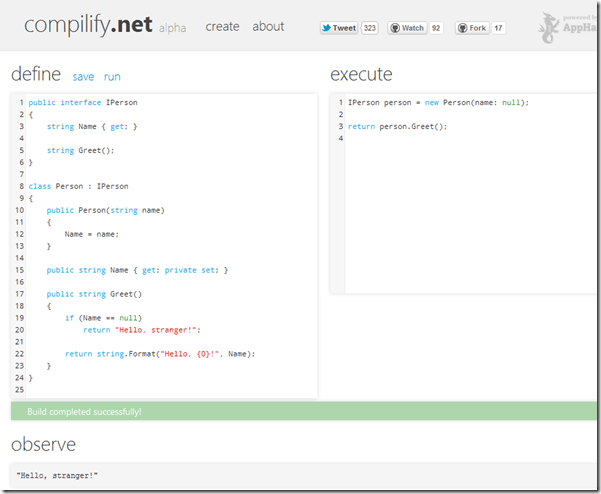 compilify.net alpha create about Tweet 323 Watch 92 Fork 17 powered by
define save run execute
1 public interface IPerson
2 {
3 string Name { get; }
4
5 string Greet();
6 }
7
8 class Person : IPerson
9 {
10 public Person(string name)
11 {
12 Name = name;
13 }
14
15 public string Name { get; private set; }
16
17 public string Greet()
18 {
19 if (Name == null)
20 return "Hello, stranger!";
21
22 return string.Format("Hello, {0}!", Name);
23 }
24 }
25
1 IPerson person = new Person(name: null);
2
3 return person.Greet();
4
Build completed successfully!
observe
"Hello, stranger!"